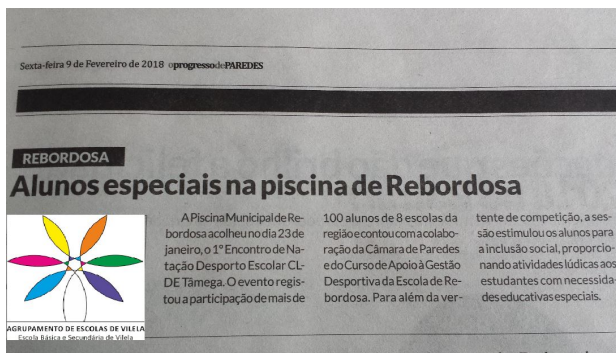 Sexta-feira 9 de Fevereiro de 2018 oprogressodePAREDES
REBORDOSA
Alunos especiais na piscina de Rebordosa
A Piscina Municipal de Re-
bordosa acolheu no dia 23 de
janeiro, o 1º Encontro de Na-
tação Desporto Escolar CL-
DE Tâmega. O evento regis-
tou a participação de mais de
100 alunos de 8 escolas da
região e contou com a colabo-
ração da Câmara de Paredes
e do Curso de Apoio à Gestão
Desportiva da Escola de Re-
bordosa. Para além da ver-
tente de competição, a ses-
são estimulou os alunos para
a inclusão social, proporcio-
nando atividades lúdicas aos
estudantes com necessida-
des educativas especiais.
AGRUPAMENTO DE ESCOLAS DE VILELA
Escola Básica e Secundária de Vilela